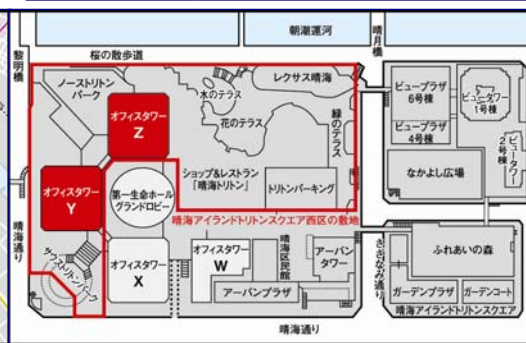 朝潮運河
晴月橋
黎明橋
桜の散歩道
ノーストリトン
パーク
水のテラス
レクサス晴海
花のテラス
緑のテラス
オフィスタワー
Z
ビュープラザ
6号棟
ビュータワー
1号棟
ビュープラザ
4号棟
ビュータワー
2号棟
ショップ&レストラン
「晴海トリトン」
トリトンパーキング
なかよし広場
オフィスタワー
Y
第一生命ホール
グランドロビー
晴海アイランドトリトンスクエア西区の敷地
晴海通り
サウストリトンパーク
オフィスタワー
X
オフィスタワー
W
晴海区民館
アーバン
タワー
アーバンプラザ
さざなみ通り
ふれあいの森
ガーデンプラザ
ガーデンコート
晴海アイランドトリトンスクエア
晴海通り